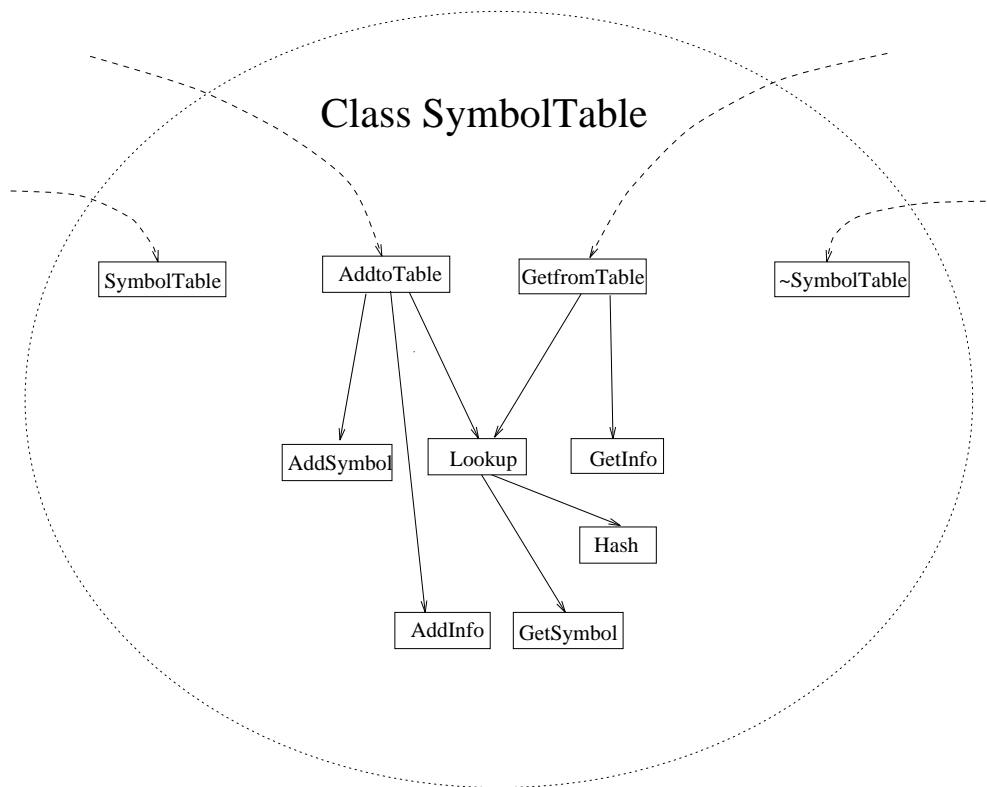 Class SymbolTable
SymbolTable
AddtoTable
GetfromTable
~SymbolTable
AddSymbol
Lookup
GetInfo
Hash
AddInfo
GetSymbol